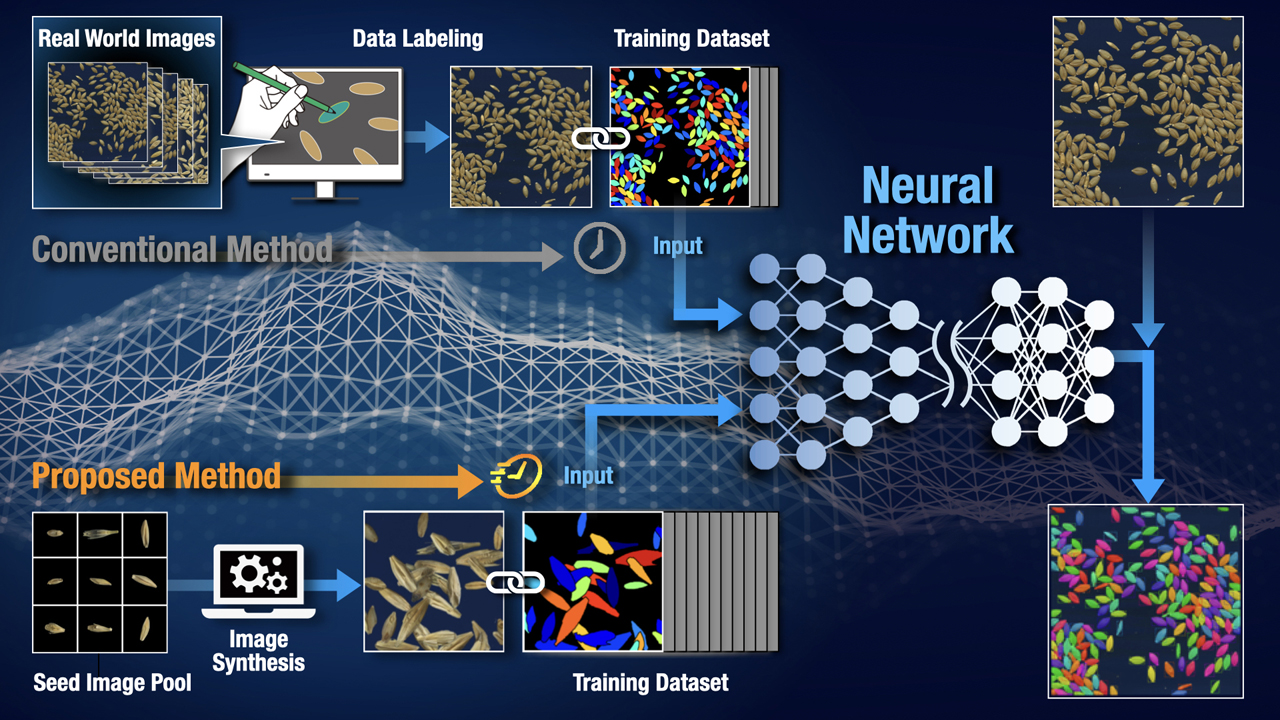 Real World Images
Data Labeling
Training Dataset
Neural
Network
Conventional Method
Input
Proposed Method
Input
Image
Synthesis
Seed Image Pool
Training Dataset